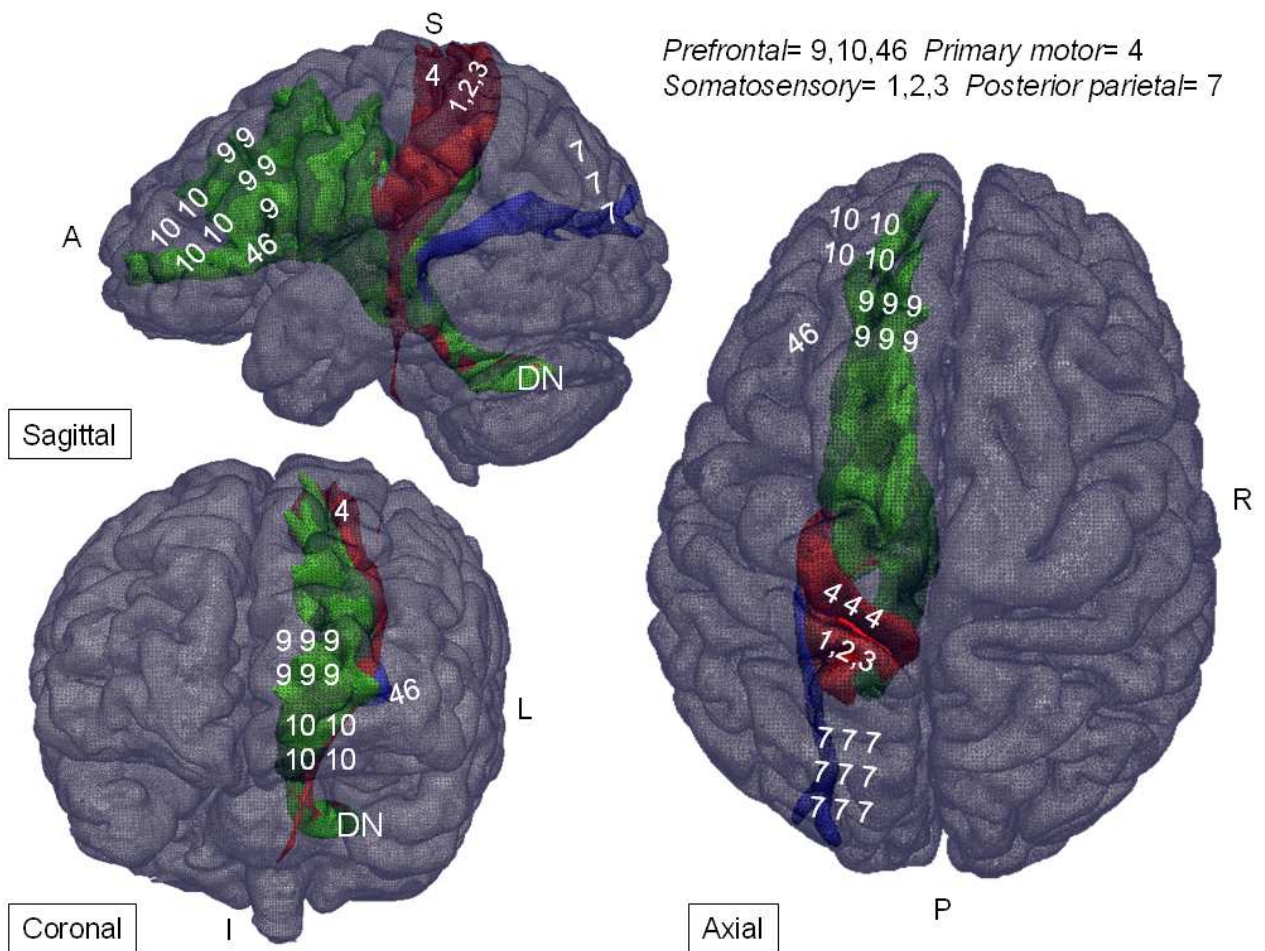 S
Prefrontal= 9,10,46 Primary motor= 4
Somatosensory= 1,2,3 Posterior parietal= 7
4
1,2,3
9 9
9 9
9
10
10
10
10
10
46
7
7
7
A
DN
Sagittal
4
9 9 9
9 9 9
46
10 10
10 10
DN
L
Coronal
I
10 10
10 10
9 9 9
9 9 9
46
R
4 4 4
1,2,3
7 7 7
7 7 7
7 7 7
Axial
P